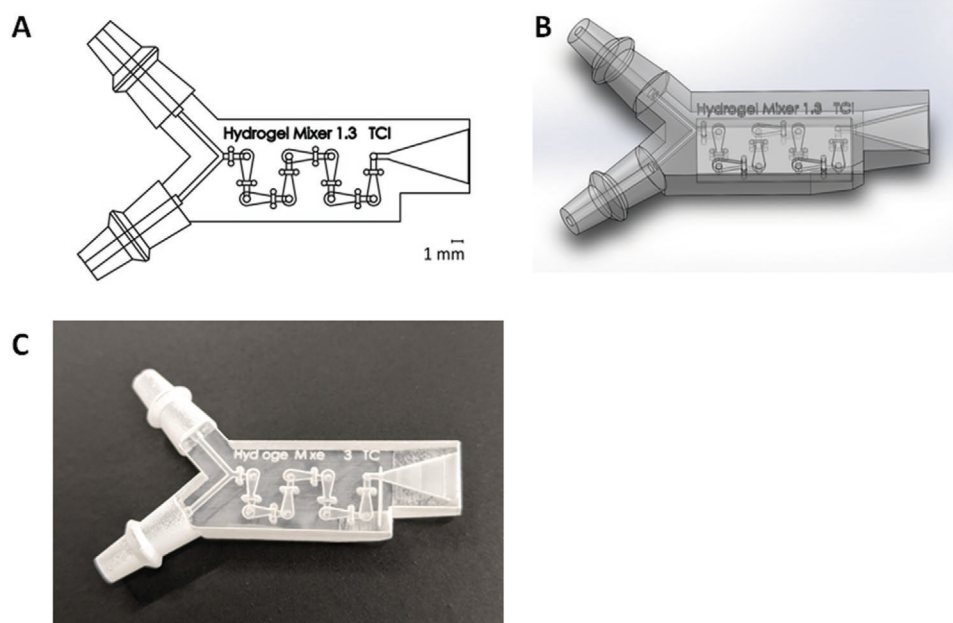 A
Hydrogel Mixer 1.3 TCI
1 mm
B
Hydrogel Mixer 1.3 TCI
C
Hyd oge M xe 3 TC